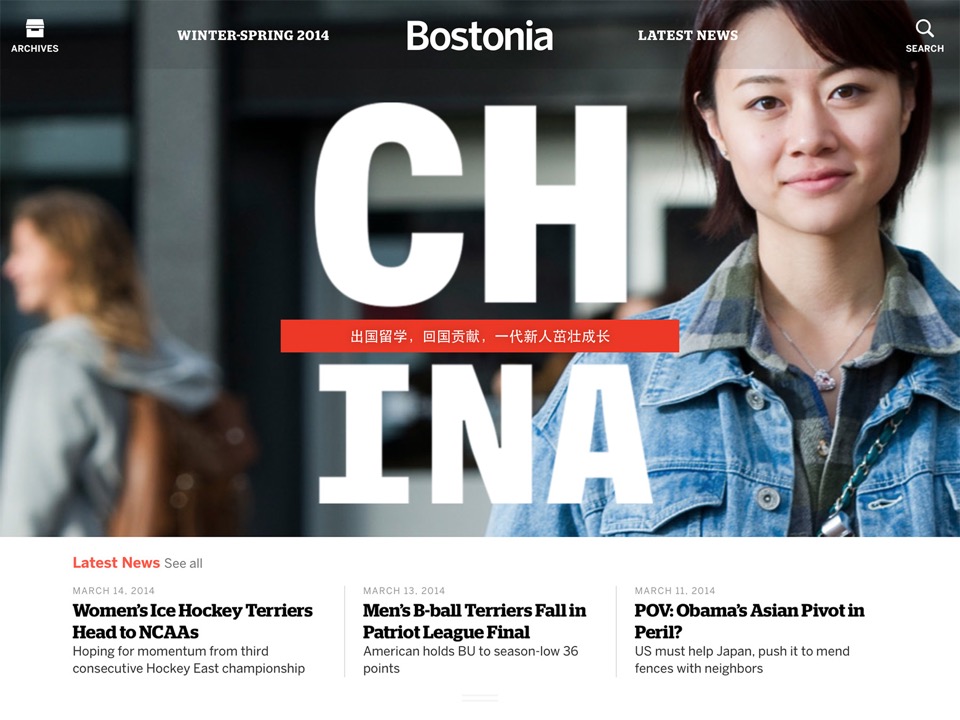 ARCHIVES
WINTER-SPRING 2014
Bostonia
LATEST NEWS
SEARCH
CH
出国留学，回国贡献，一代新人茁壮成长
INA
Latest News See all
MARCH 14, 2014
Women's Ice Hockey Terriers
Head to NCAAs
Hoping for momentum from third
consecutive Hockey East championship
MARCH 13, 2014
Men's B-ball Terriers Fall in
Patriot League Final
American holds BU to season-low 36
points
MARCH 11, 2014
POV: Obama's Asian Pivot in
Peril?
US must help Japan, push it to mend
fences with neighbors